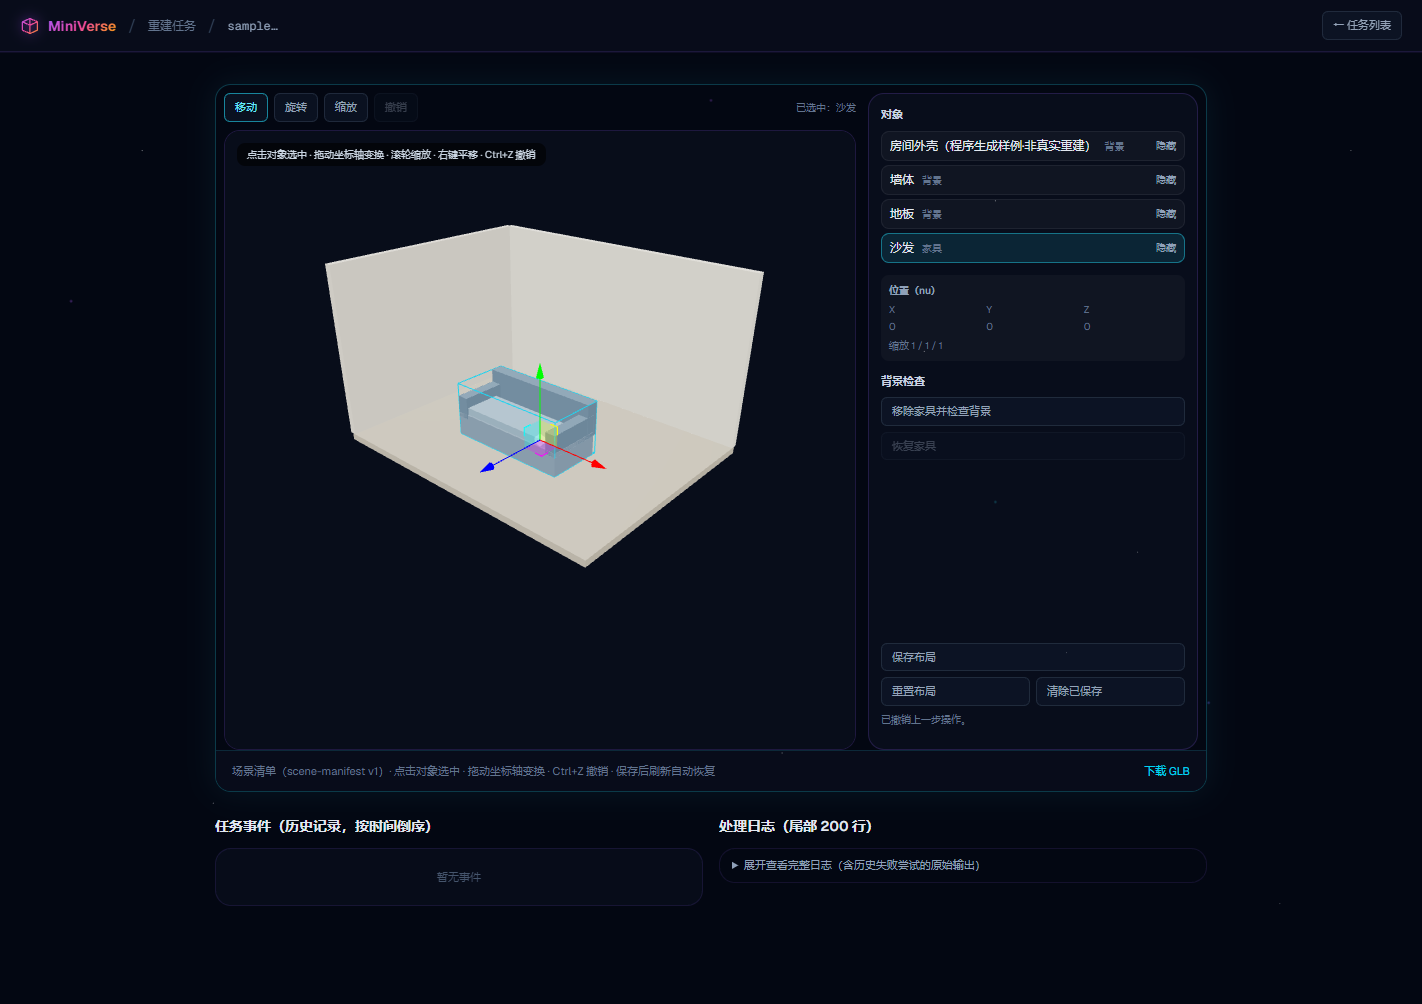 MiniVerse / 重建任务 / sample…
← 任务列表
移动 旋转 缩放 撤销
已选中：沙发
点击对象选中 · 拖动坐标轴变换 · 滚轮缩放 · 右键平移 · Ctrl+Z 撤销
对象
房间外壳（程序生成样例·非真实重建） 背景 隐藏
墙体 背景 隐藏
地板 背景 隐藏
沙发 家具 隐藏
位置（nu）
X Y Z
0 0 0
缩放 1 / 1 / 1
背景检查
移除家具并检查背景
恢复家具
保存布局
重置布局 清除已保存
已撤销上一步操作。
场景清单（scene-manifest v1）· 点击对象选中 · 拖动坐标轴变换 · Ctrl+Z 撤销 · 保存后刷新自动恢复
下载 GLB
任务事件（历史记录，按时间倒序）
暂无事件
处理日志（尾部 200 行）
▶ 展开查看完整日志（含历史失败尝试的原始输出）